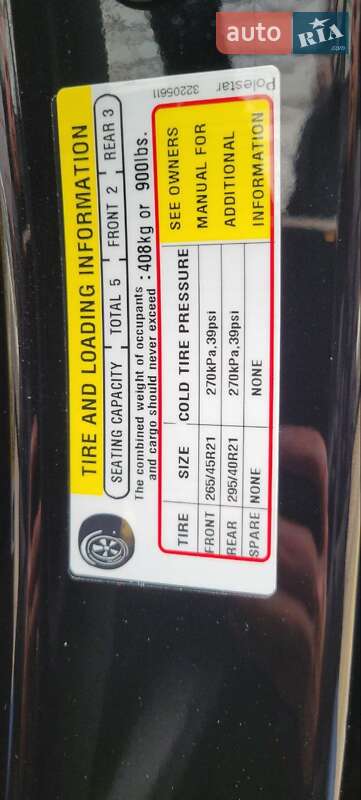 auto RIA
.com
TIRE AND LOADING INFORMATION
SEATING CAPACITY TOTAL 5 FRONT 2 REAR 3
The combined weight of occupants
and cargo should never exceed : 408kg or 900lbs.
TIRE SIZE COLD TIRE PRESSURE
FRONT 265/45R21 270kPa,39psi
REAR 295/40R21 270kPa,39psi
SPARE NONE NONE
SEE OWNERS
MANUAL FOR
ADDITIONAL
INFORMATION
Polestar 32205611